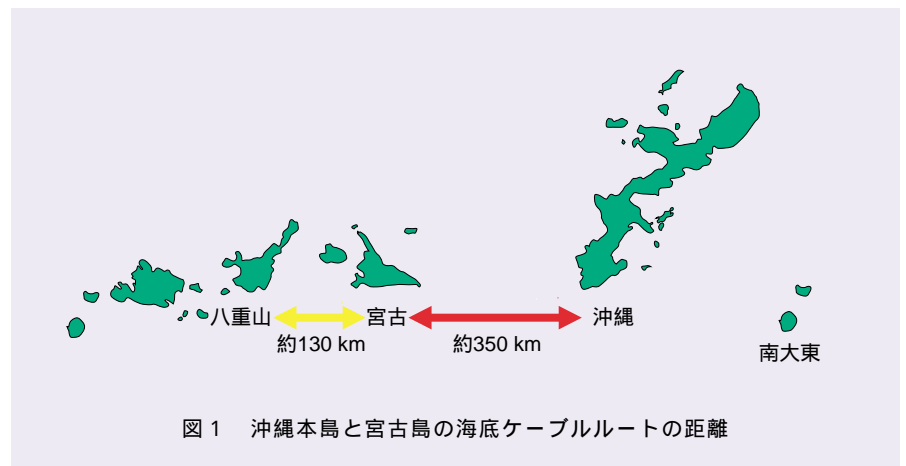 八重山
宮古
沖縄
約130 km
約350 km
南大東
図1 沖縄本島と宮古島の海底ケーブルルートの距離